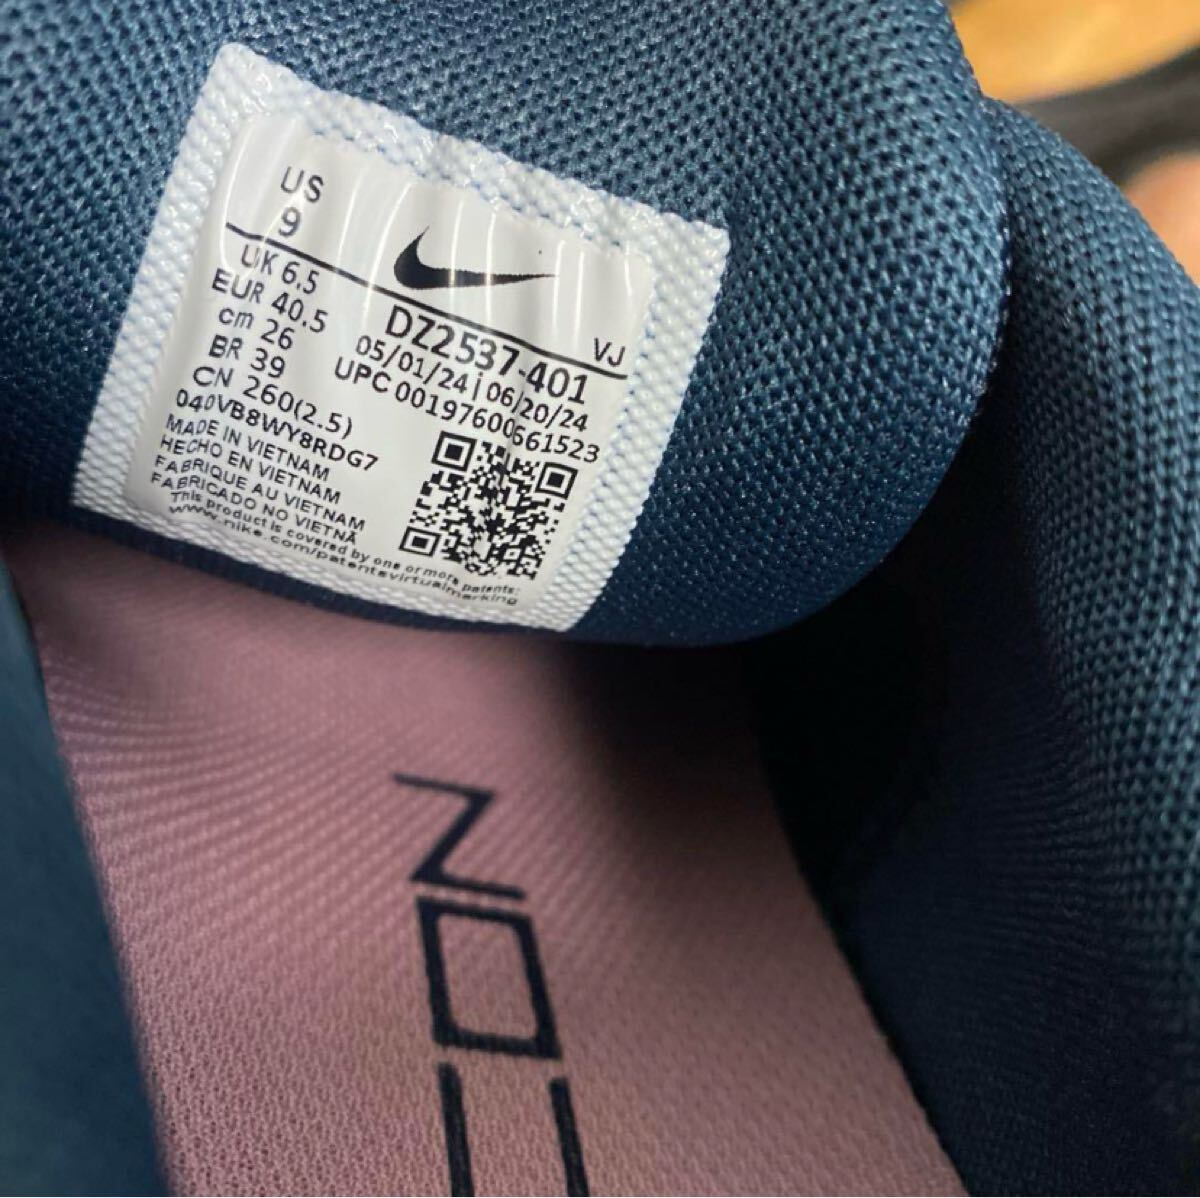 US
9
UK 6.5
EUR 40.5
cm 26
BR 39
CN 260(2.5)
VJ
DZ2537-401
05/01/24 | 06/20/24
UPC 00197600661523
040VB8WY8RDG7
MADE IN VIETNAM
HECHO EN VIETNAM
FABRIQUE AU VIETNAM
FABRICADO NO VIETNÃ
This product is covered by one or more patents:
www.nike.com/patentsvirtualmarking